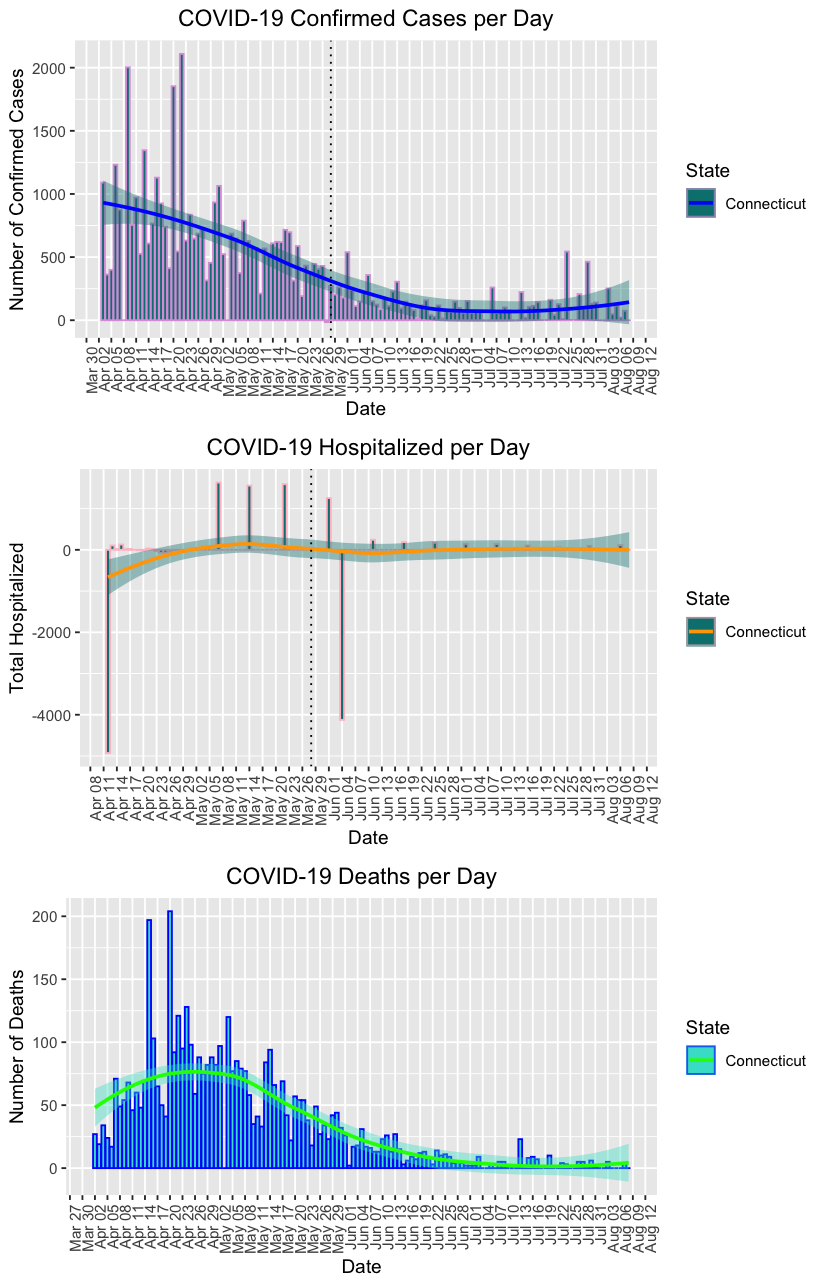 COVID-19 Confirmed Cases per Day
Number of Confirmed Cases
2000
1500
1000
500
0
Mar 30
Apr 02
Apr 05
Apr 08
Apr 11
Apr 14
Apr 17
Apr 20
Apr 23
Apr 26
Apr 29
May 02
May 05
May 08
May 11
May 14
May 17
May 20
May 23
May 26
May 29
Jun 01
Jun 04
Jun 07
Jun 10
Jun 13
Jun 16
Jun 19
Jun 22
Jun 25
Jun 28
Jul 01
Jul 04
Jul 07
Jul 10
Jul 13
Jul 16
Jul 19
Jul 22
Jul 25
Jul 28
Jul 31
Aug 03
Aug 06
Aug 09
Aug 12
Date
State
Connecticut
COVID-19 Hospitalized per Day
Total Hospitalized
0
-2000
-4000
Apr 08
Apr 11
Apr 14
Apr 17
Apr 20
Apr 23
Apr 26
Apr 29
May 02
May 05
May 08
May 11
May 14
May 17
May 20
May 23
May 26
May 29
Jun 01
Jun 04
Jun 07
Jun 10
Jun 13
Jun 16
Jun 19
Jun 22
Jun 25
Jun 28
Jul 01
Jul 04
Jul 07
Jul 10
Jul 13
Jul 16
Jul 19
Jul 22
Jul 25
Jul 28
Jul 31
Aug 03
Aug 06
Aug 09
Aug 12
Date
State
Connecticut
COVID-19 Deaths per Day
Number of Deaths
200
150
100
50
0
Mar 27
Mar 30
Apr 02
Apr 05
Apr 08
Apr 11
Apr 14
Apr 17
Apr 20
Apr 23
Apr 26
Apr 29
May 02
May 05
May 08
May 11
May 14
May 17
May 20
May 23
May 26
May 29
Jun 01
Jun 04
Jun 07
Jun 10
Jun 13
Jun 16
Jun 19
Jun 22
Jun 25
Jun 28
Jul 01
Jul 04
Jul 07
Jul 10
Jul 13
Jul 16
Jul 19
Jul 22
Jul 25
Jul 28
Jul 31
Aug 03
Aug 06
Aug 09
Aug 12
Date
State
Connecticut